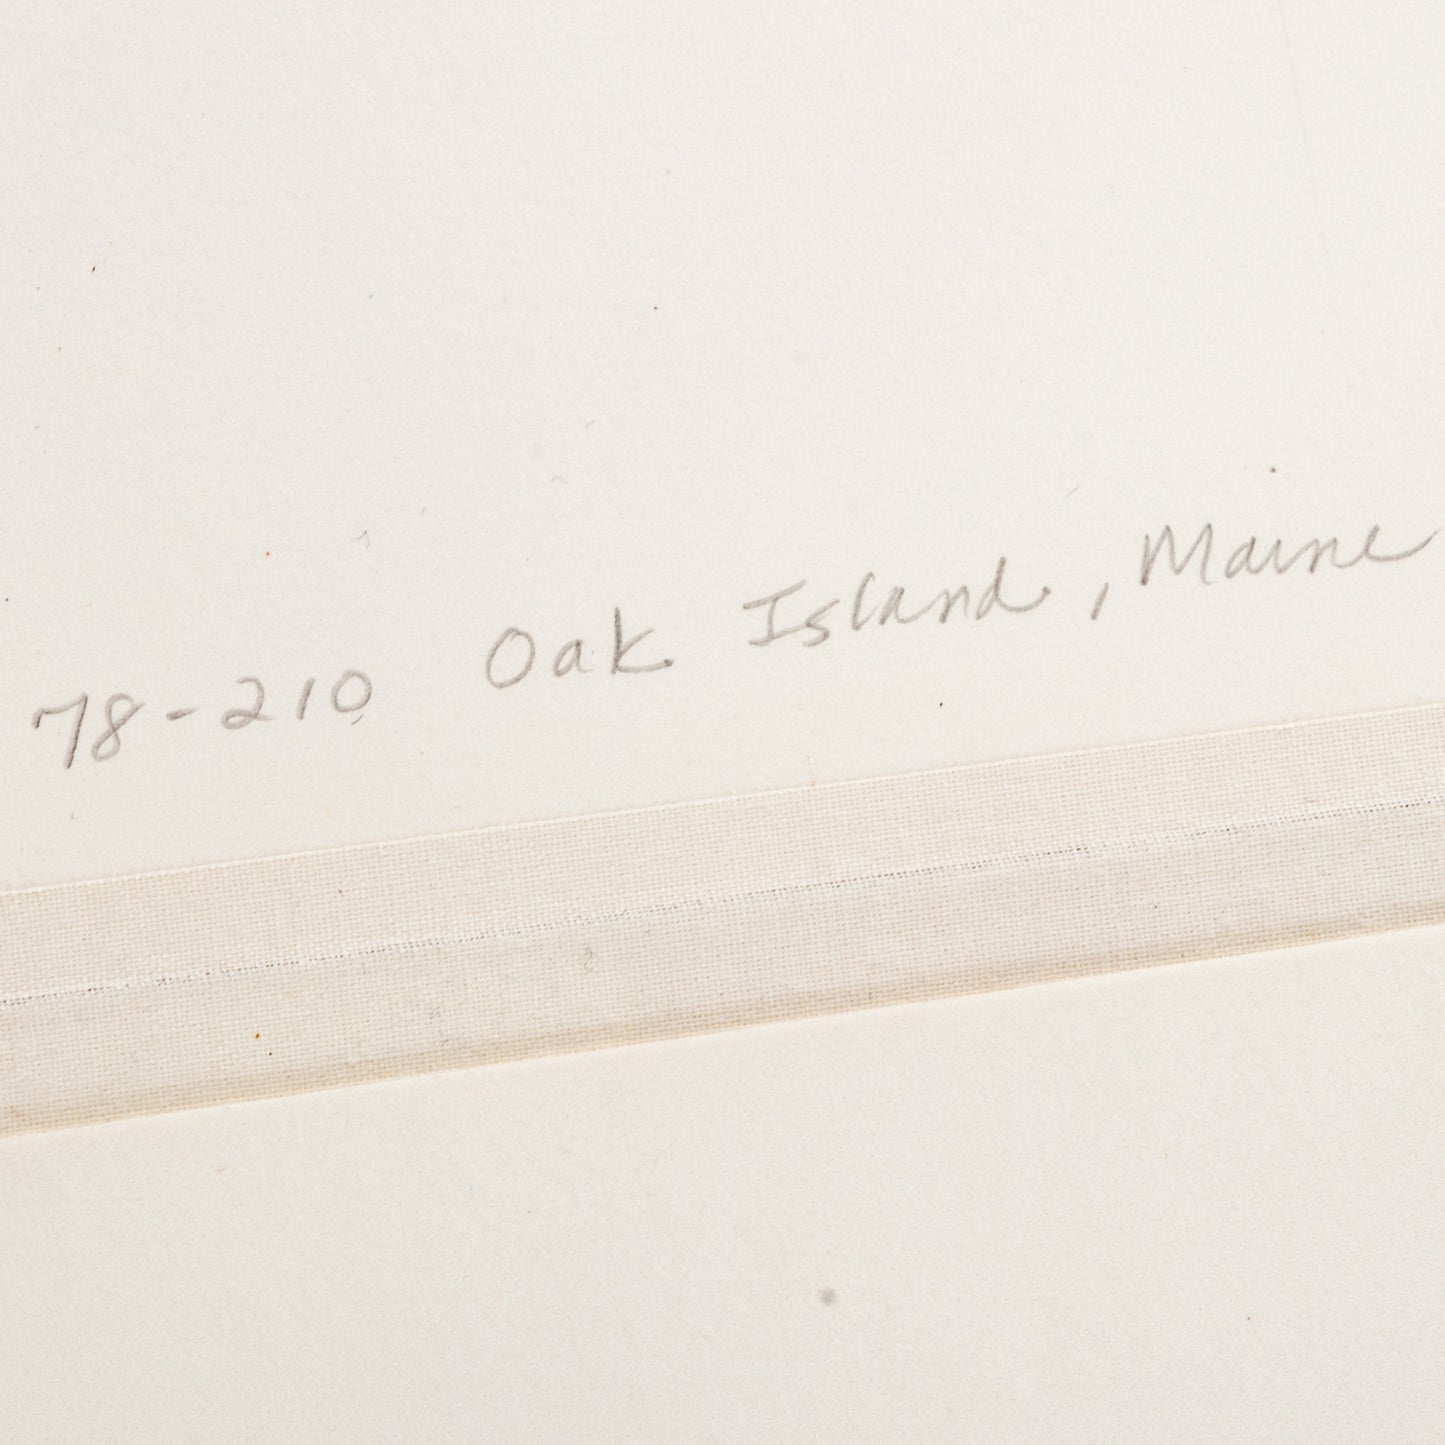 78-210 Oak Island, Maine